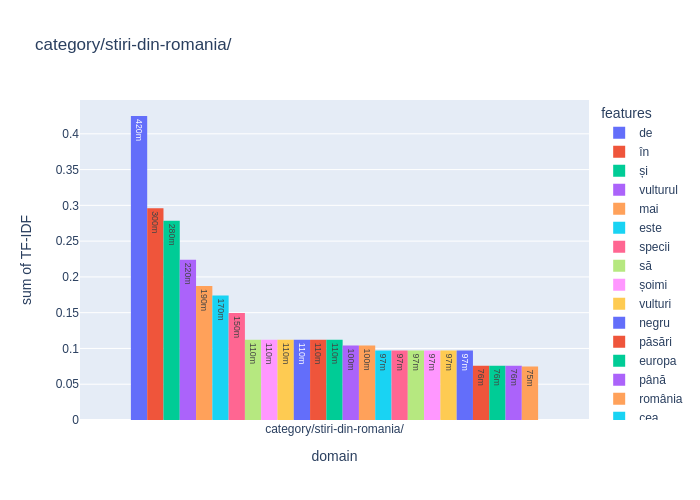 category/stiri-din-romania/
features
de
în
și
vulturul
mai
este
specii
să
șoimi
vulturi
negru
păsări
europa
până
românia
cea
sum of TF-IDF
0.4
0.35
0.3
0.25
0.2
0.15
0.1
0.05
0
420m
300m
280m
220m
190m
170m
150m
110m
110m
110m
110m
110m
110m
100m
100m
97m
97m
97m
97m
97m
97m
76m
76m
76m
75m
category/stiri-din-romania/
domain